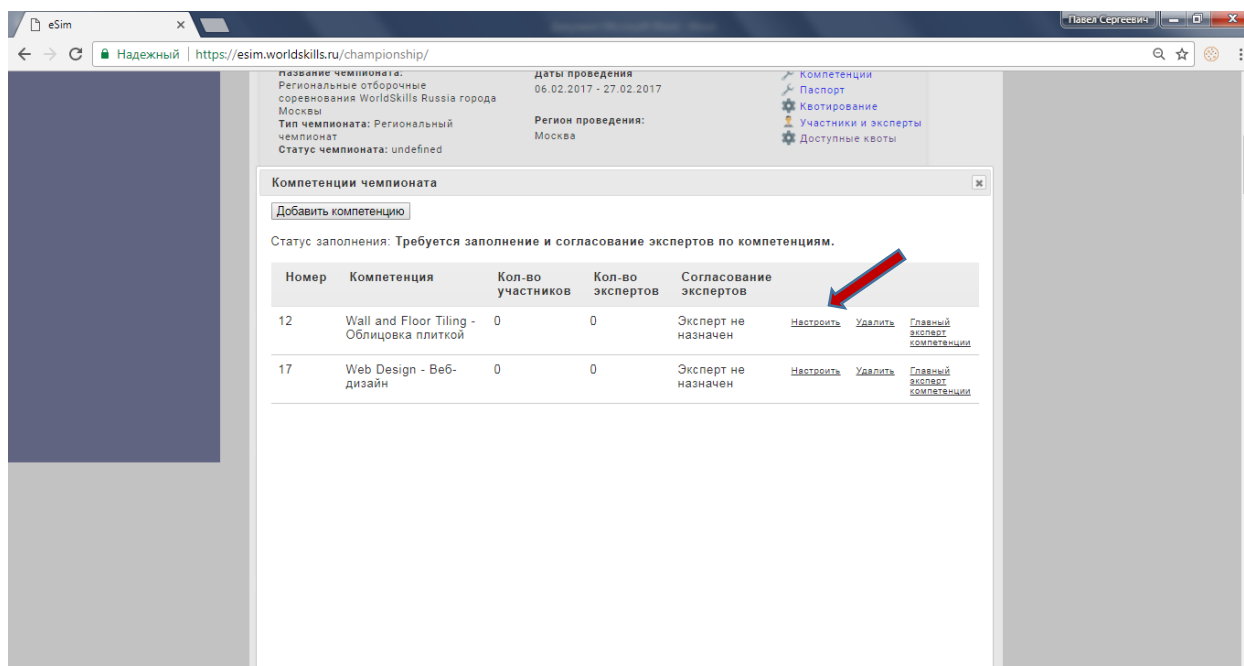 eSim
Павел Сергеевич
Надежный https://esim.worldskills.ru/championship/
Название чемпионата:
Региональные отборочные
соревнования WorldSkills Russia города
Москвы
Тип чемпионата: Региональный
чемпионат
Статус чемпионата: undefined
Даты проведения
06.02.2017 - 27.02.2017
Регион проведения:
Москва
Компетенции
Паспорт
Квотирование
Участники и эксперты
Доступные квоты
Компетенции чемпионата
Добавить компетенцию
Статус заполнения: Требуется заполнение и согласование экспертов по компетенциям.
Номер Компетенция Кол-во Кол-во Согласование
участников экспертов экспертов
12 Wall and Floor Tiling - 0 0 Эксперт не Настроить Удалить Главный
Облицовка плиткой назначен эксперт
компетенции
17 Web Design - Веб- 0 0 Эксперт не Настроить Удалить Главный
дизайн назначен эксперт
компетенции